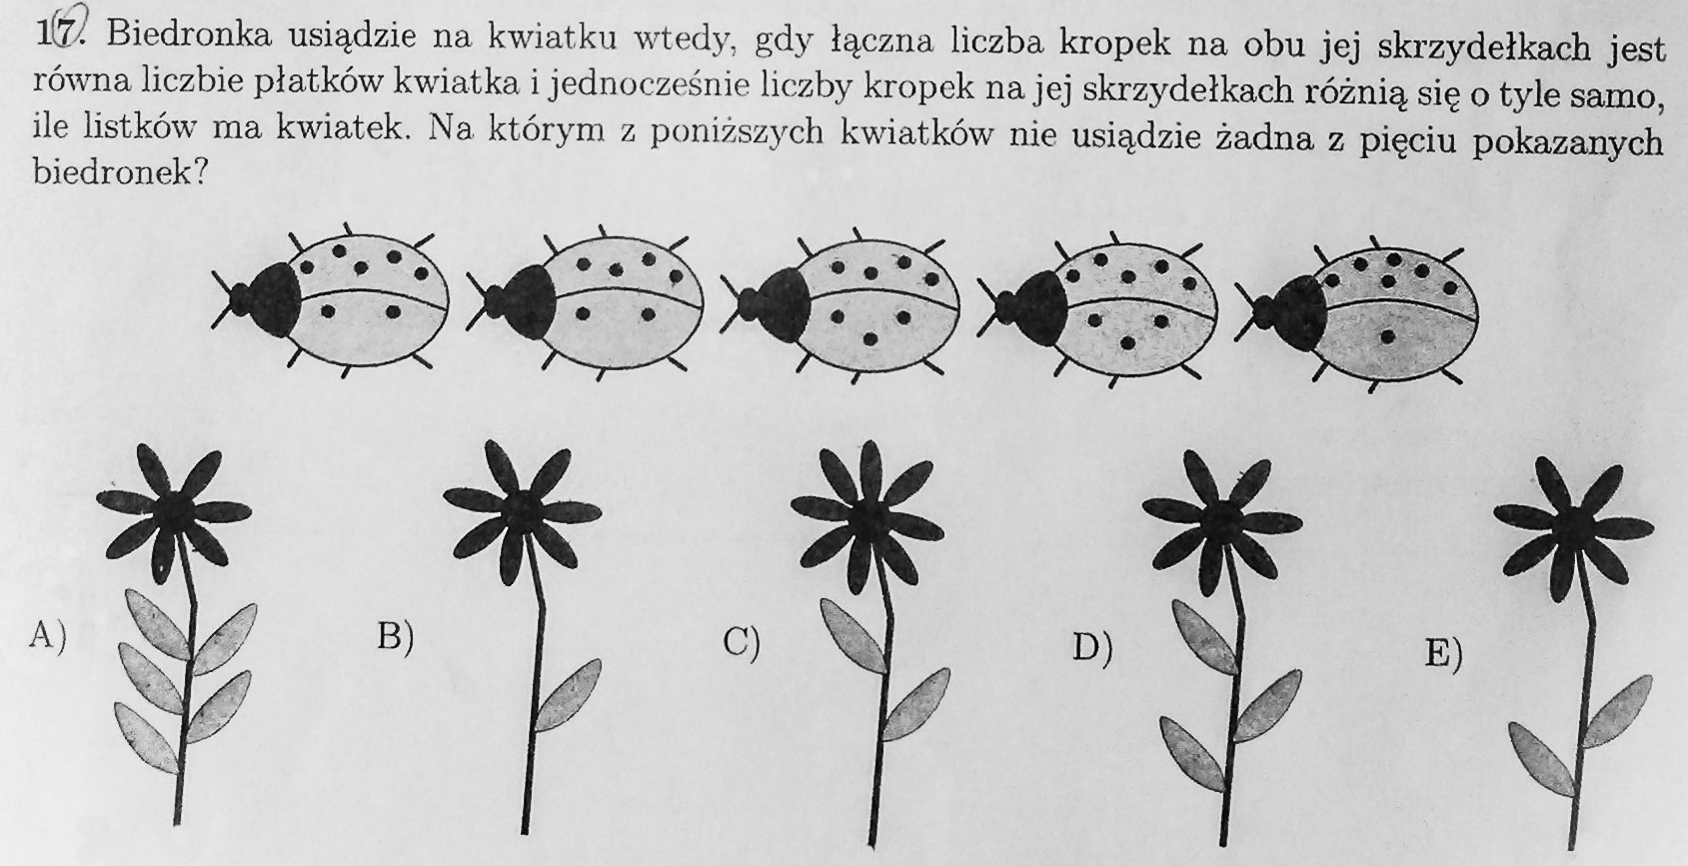 17. Biedronka usiądzie na kwiatku wtedy, gdy łączna liczba kropek na obu jej skrzydełkach jest
równa liczbie płatków kwiatka i jednocześnie liczby kropek na jej skrzydełkach różnią się o tyle samo,
ile listków ma kwiatek. Na którym z poniższych kwiatków nie usiądzie żadna z pięciu pokazanych
biedronek?
A) B) C) D) E)